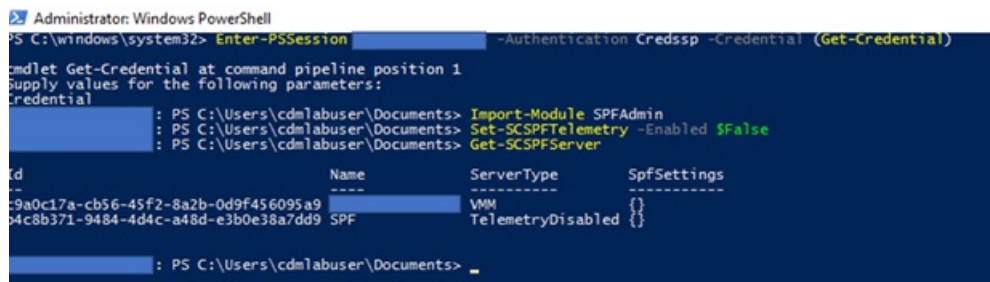 Administrator: Windows PowerShell
PS C:\windows\system32> Enter-PSSession -Authentication Credssp -Credential (Get-Credential)
cmdlet Get-Credential at command pipeline position 1
Supply values for the following parameters:
Credential
: PS C:\Users\cdmlabuser\Documents> Import-Module SPFAdmin
: PS C:\Users\cdmlabuser\Documents> Set-SCSPFTelemetry -Enabled $False
: PS C:\Users\cdmlabuser\Documents> Get-SCSPFServer
Id Name ServerType SpfSettings
-- ---- ---------- -----------
c9a0c17a-cb56-45f2-8a2b-0d9f456095a9 VMM {}
b4c8b371-9484-4d4c-a48d-e3b0e38a7dd9 SPF TelemetryDisabled {}
: PS C:\Users\cdmlabuser\Documents> _